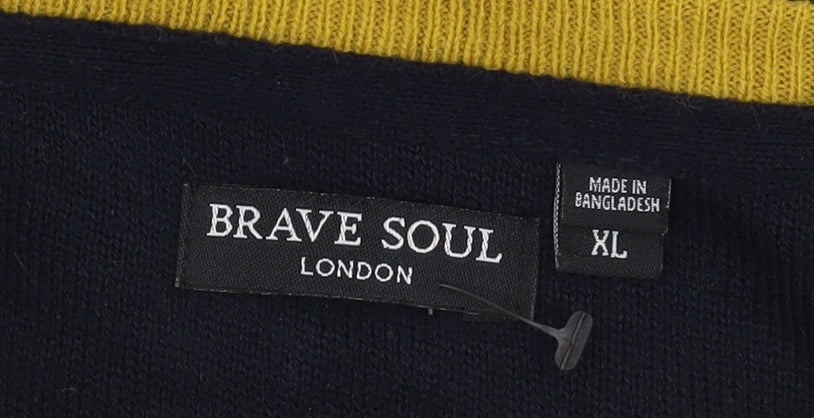 BRAVE SOUL
LONDON
MADE IN
BANGLADESH
XL